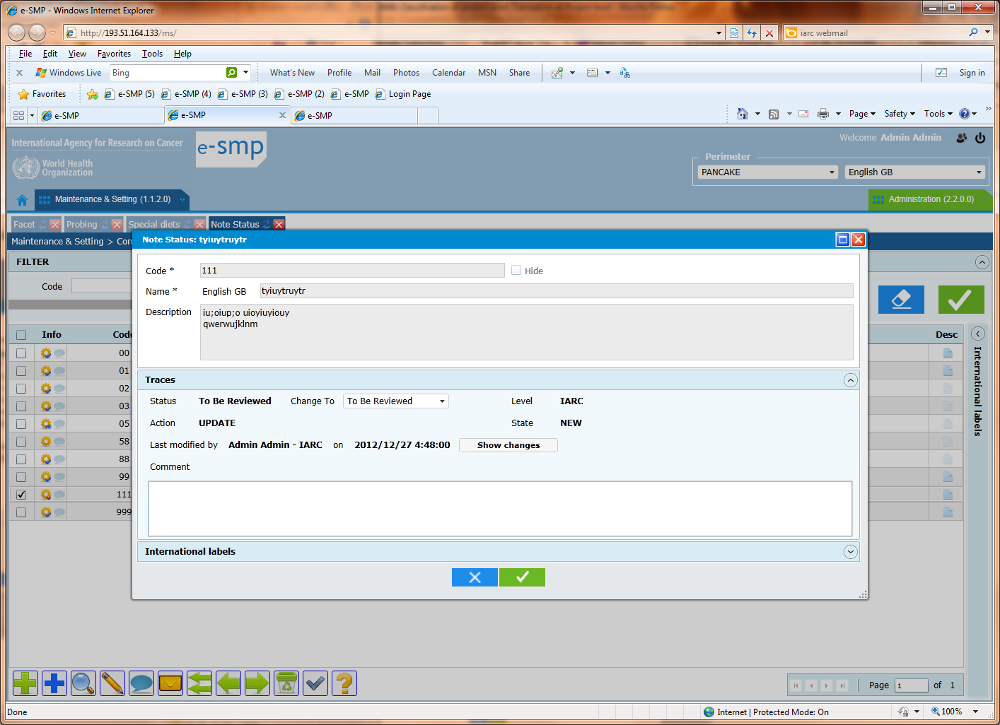 e-SMP - Windows Internet Explorer
http://193.51.164.133/ms/
iarc webmail
File Edit View Favorites Tools Help
Windows Live Bing What's New Profile Mail Photos Calendar MSN Share Sign in
Favorites e-SMP (5) e-SMP (4) e-SMP (3) e-SMP (2) e-SMP Login Page
e-SMP e-SMP e-SMP Page Safety Tools
International Agency for Research on Cancer
World Health
Organization
e-smp
Welcome Admin Admin
Perimeter
PANCAKE English GB
Maintenance & Setting (1.1.2.0) Administration (2.2.0.0)
Facet Probing Special diets Note Status
Maintenance & Setting > Con
FILTER
Code
Info Code Desc
00
01
02
03
05
58
88
99
111
999
International labels
Note Status: tyiuytruytr
Code * 111 Hide
Name * English GB tyiuytruytr
Description iu;oiup;o uioyiuyiouy
qwerwujklnm
Traces
Status To Be Reviewed Change To To Be Reviewed Level IARC
Action UPDATE State NEW
Last modified by Admin Admin - IARC on 2012/12/27 4:48:00 Show changes
Comment
International labels
Page 1 of 1
Done Internet | Protected Mode: On 100%